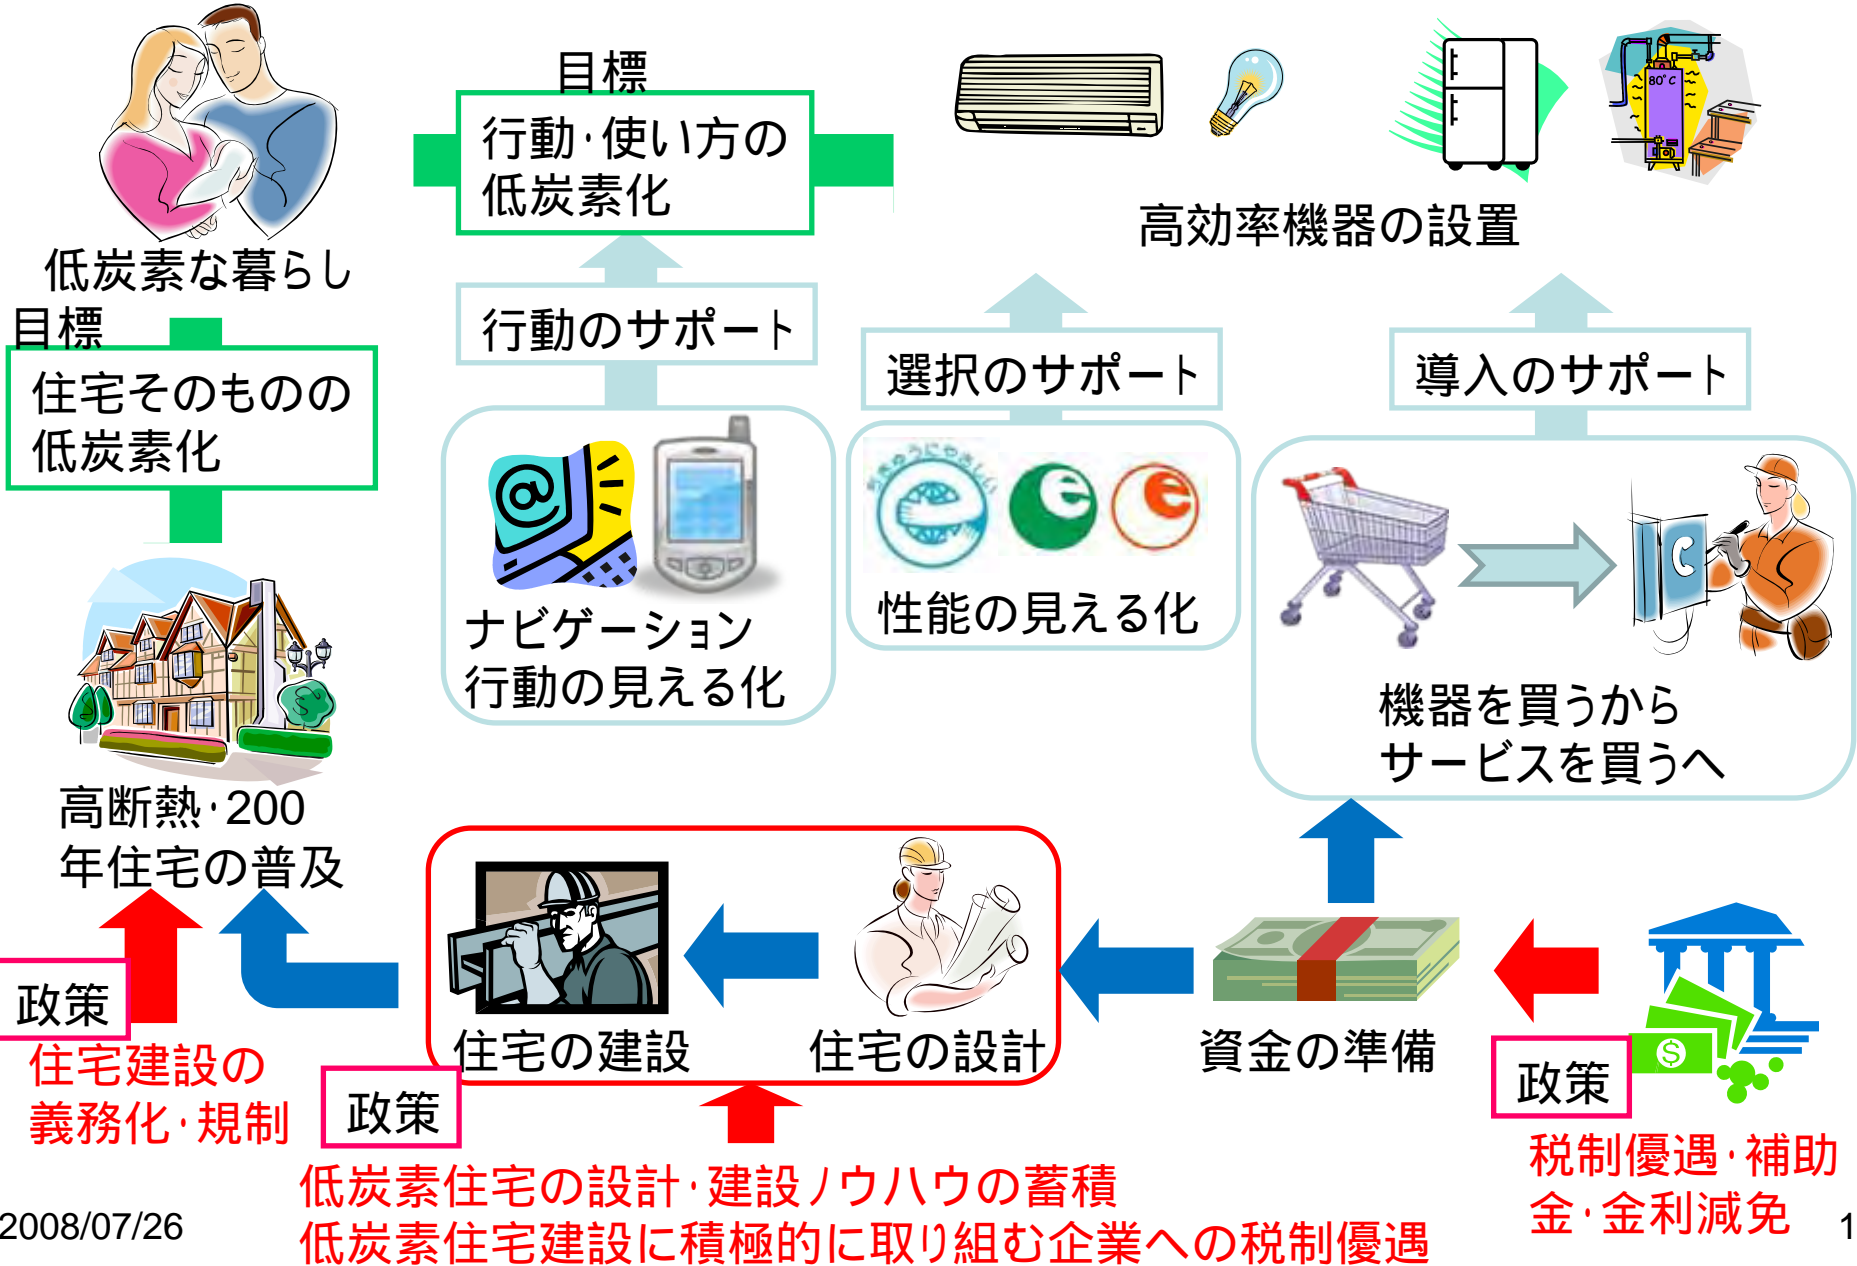 目標
行動・使い方の
低炭素化
80°C
高効率機器の設置
低炭素な暮らし
目標
住宅そのものの
低炭素化
行動のサポート
選択のサポート
導入のサポート
@
ちきゅうにやさしい
e
e
e
ナビゲーション
行動の見える化
性能の見える化
機器を買うから
サービスを買うへ
高断熱・200
年住宅の普及
住宅の建設
住宅の設計
資金の準備
政策
住宅建設の
義務化・規制
政策
低炭素住宅の設計・建設ノウハウの蓄積
低炭素住宅建設に積極的に取り組む企業への税制優遇
政策
$
税制優遇・補助
金・金利減免
2008/07/26
1